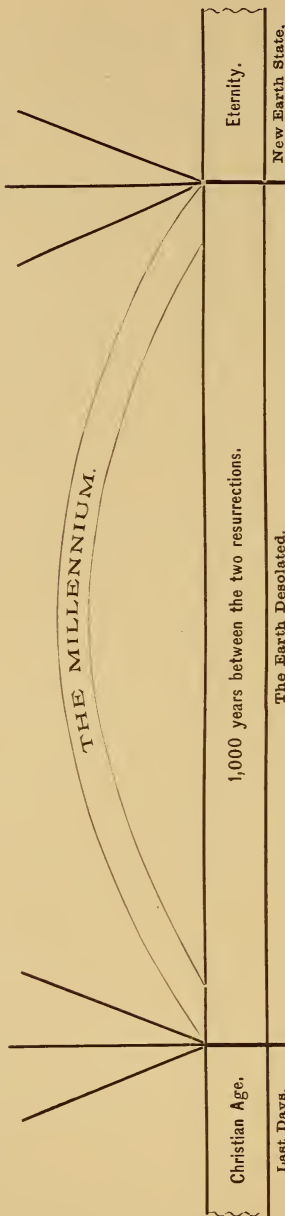 THE MILLENNIUM.
Christian Age.
1,000 years between the two resurrections.
Eternity.
Last Days.
The Earth Desolated.
New Earth State.